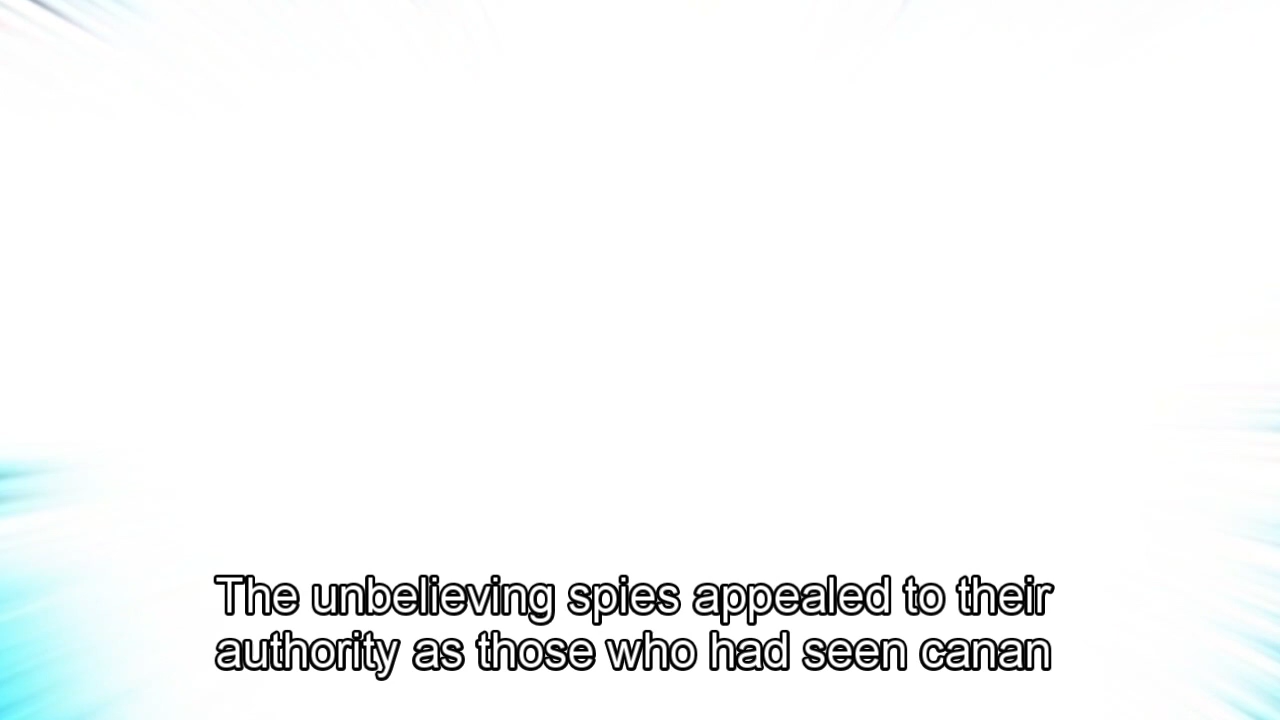 The unbelieving spies appealed to their
authority as those who had seen canan